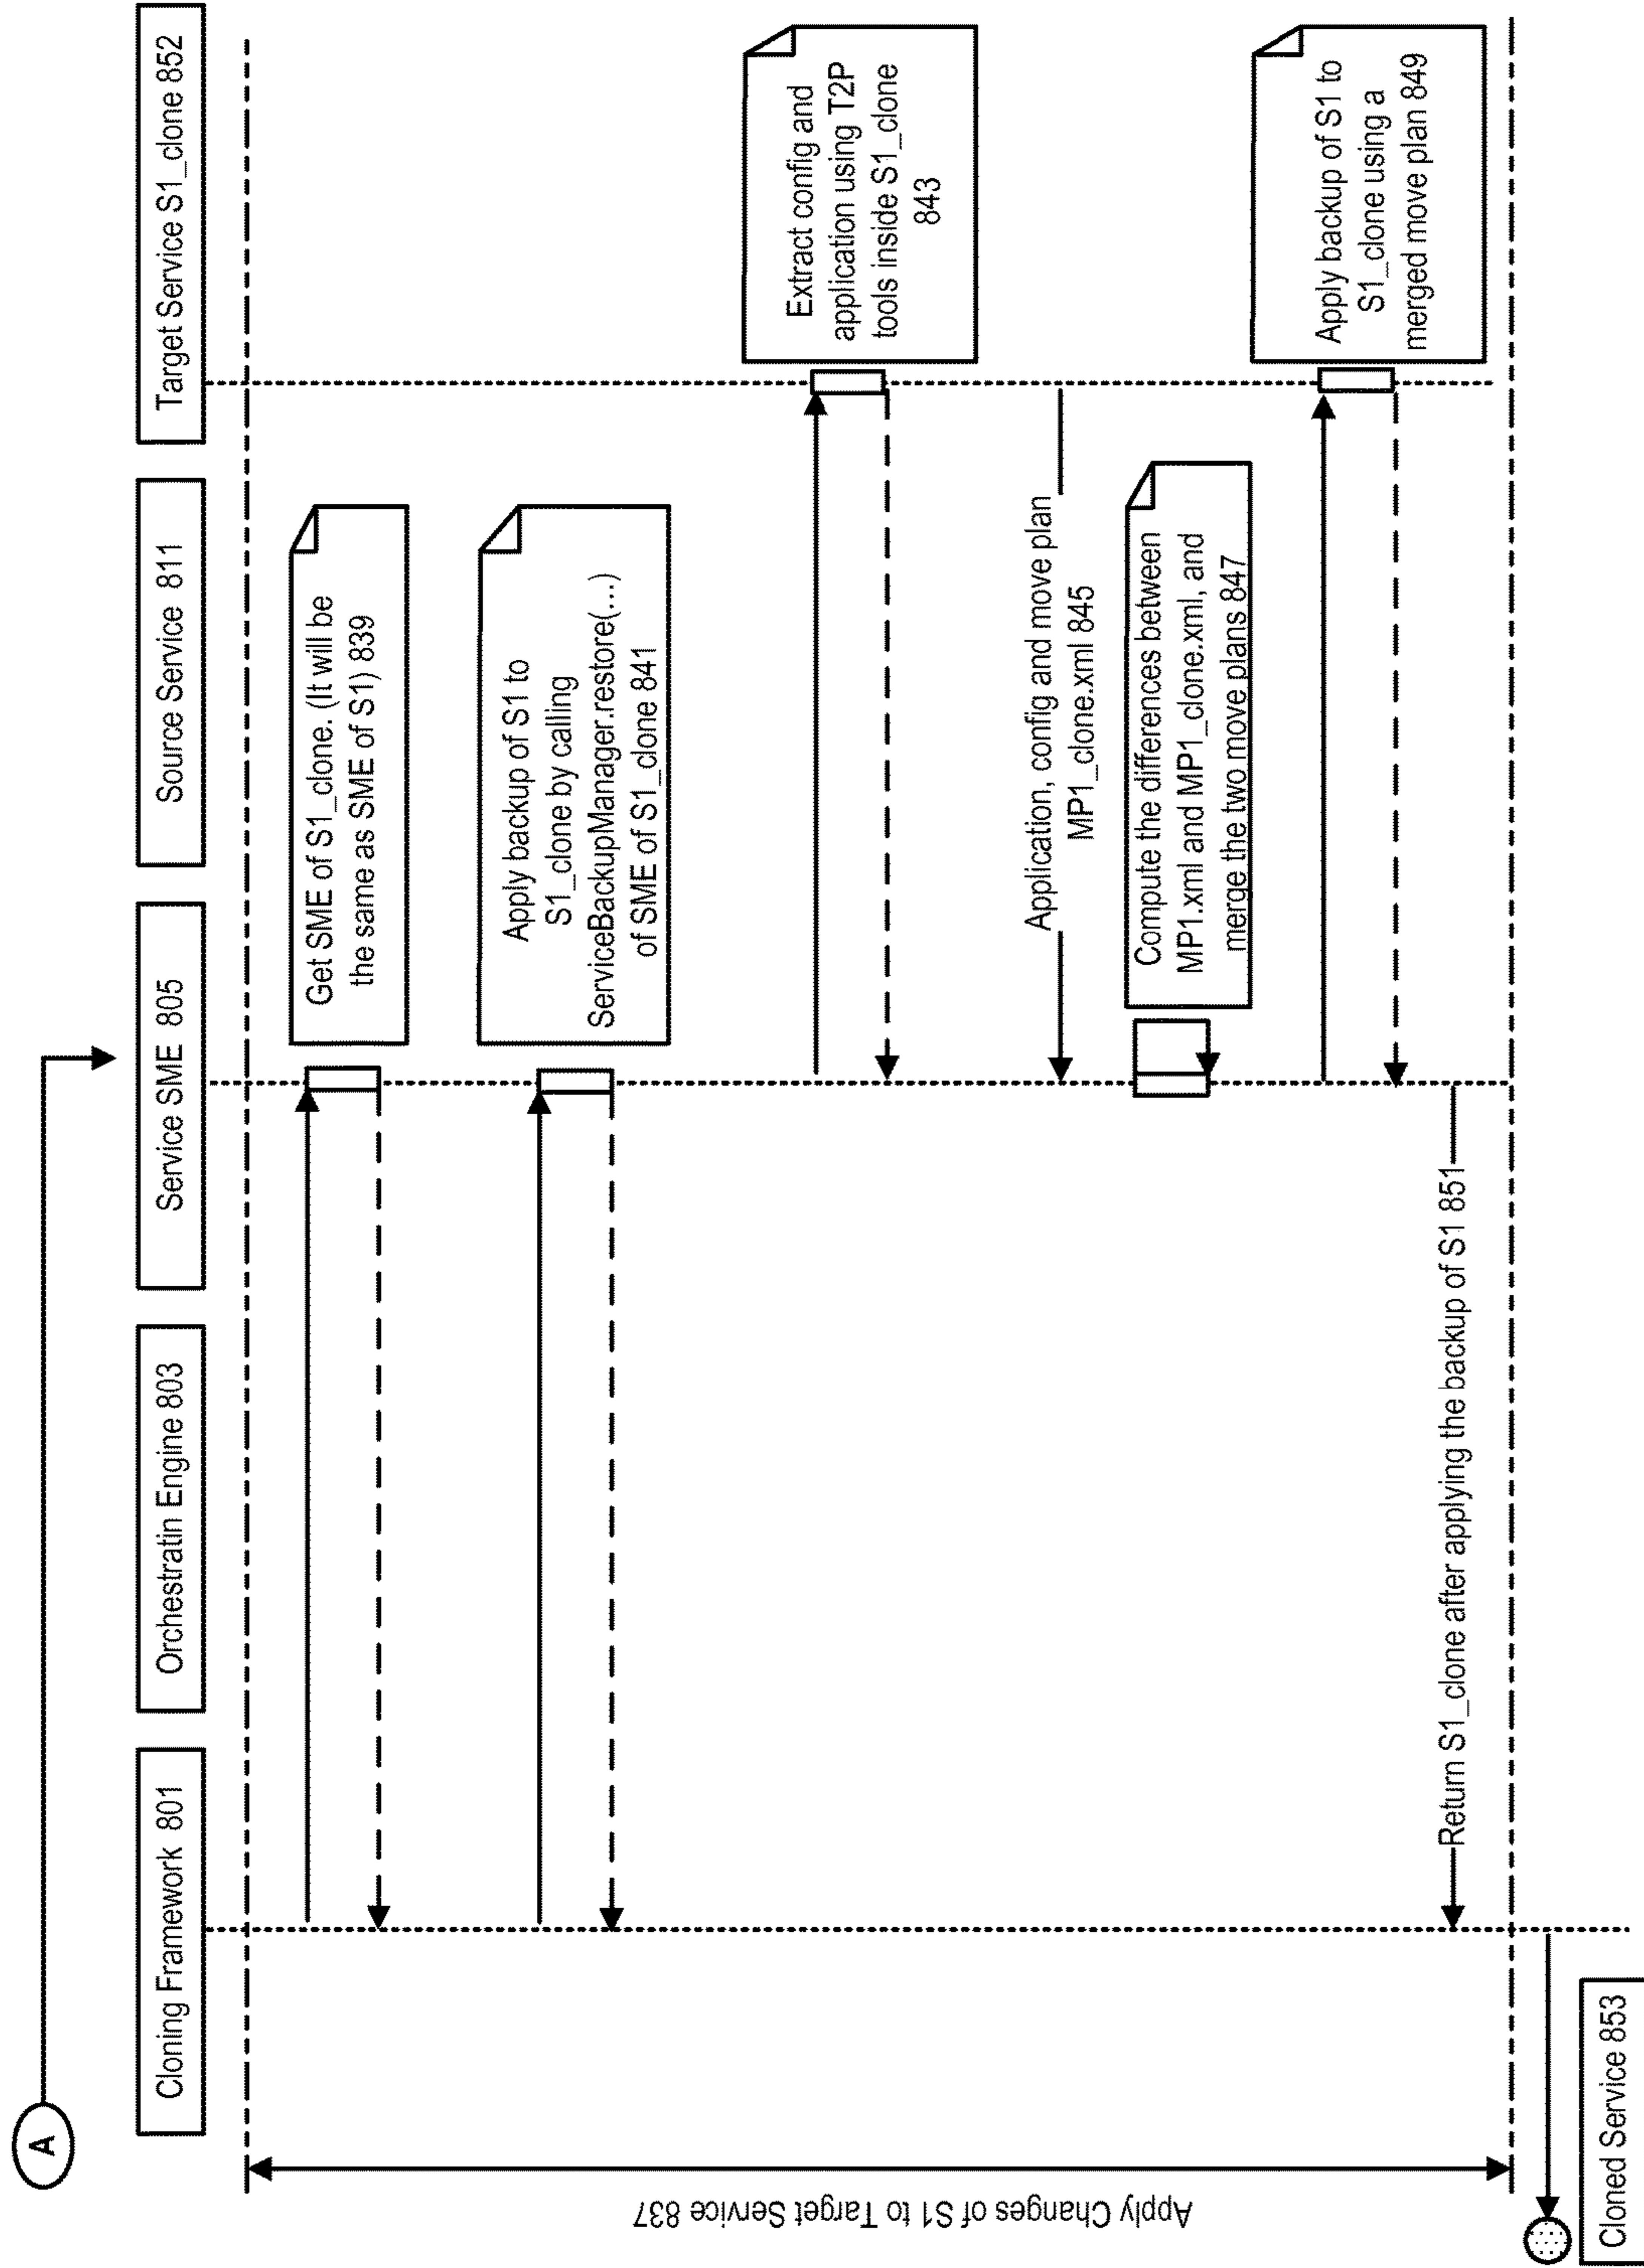 A
Cloning Framework 801
Orchestratin Engine 803
Service SME 805
Source Service 811
Target Service S1_clone 852
Get SME of S1_clone. (It will be
the same as SME of S1) 839
Apply backup of S1 to
S1_clone by calling
ServiceBackupManager.restore(...)
of SME of S1_clone 841
Extract config and
application using T2P
tools inside S1_clone
843
Application, config and move plan
MP1_clone.xml 845
Compute the differences between
MP1.xml and MP1_clone.xml, and
merge the two move plans 847
Apply backup of S1 to
S1_clone using a
merged move plan 849
Return S1_clone after applying the backup of S1 851
Apply Changes of S1 to Target Service 837
Cloned Service 853